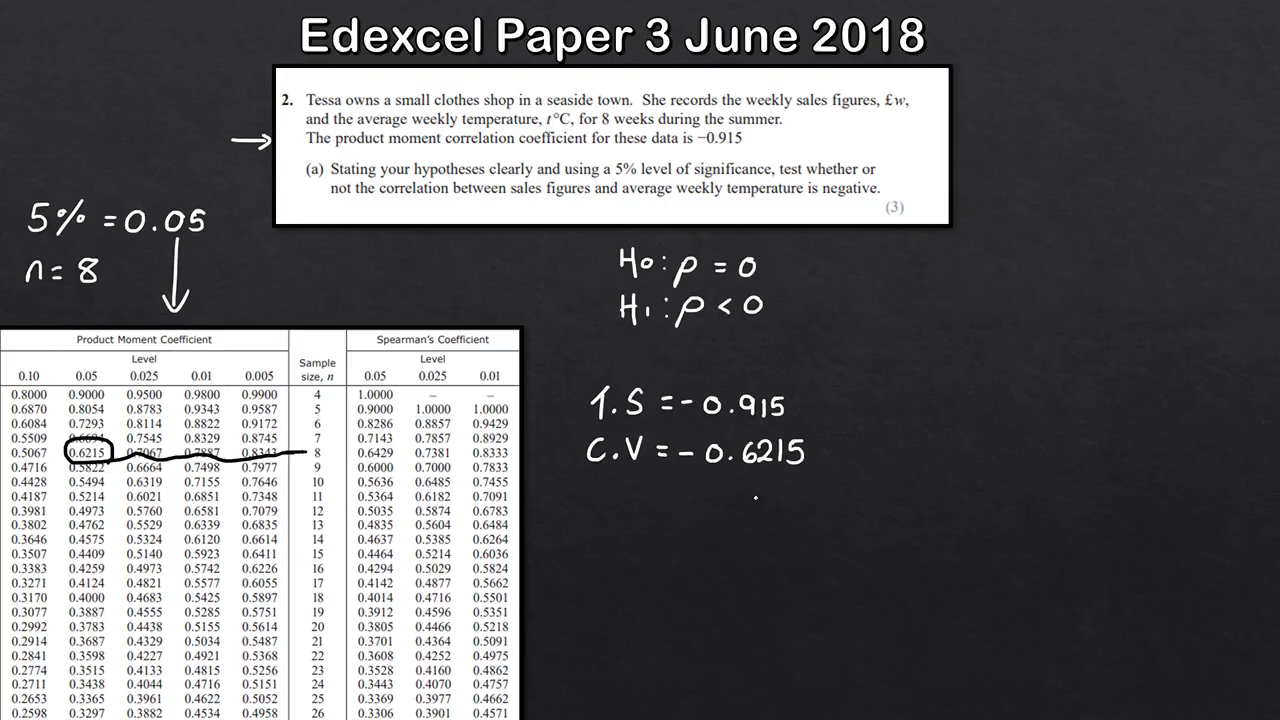 Edexcel Paper 3 June 2018
2. Tessa owns a small clothes shop in a seaside town. She records the weekly sales figures, £w,
and the average weekly temperature, t°C, for 8 weeks during the summer.
The product moment correlation coefficient for these data is −0.915
(a) Stating your hypotheses clearly and using a 5% level of significance, test whether or
not the correlation between sales figures and average weekly temperature is negative.
(3)
5% = 0.05
n = 8
H0 : ρ = 0
H1 : ρ < 0
T.S = - 0.915
C.V = - 0.6215
Product Moment Coefficient Spearman's Coefficient
Level Sample Level
0.10 0.05 0.025 0.01 0.005 size, n 0.05 0.025 0.01
0.8000 0.9000 0.9500 0.9800 0.9900 4 1.0000 – –
0.6870 0.8054 0.8783 0.9343 0.9587 5 0.9000 1.0000 1.0000
0.6084 0.7293 0.8114 0.8822 0.9172 6 0.8286 0.8857 0.9429
0.5509 0.6694 0.7545 0.8329 0.8745 7 0.7143 0.7857 0.8929
0.5067 0.6215 0.7067 0.7887 0.8343 8 0.6429 0.7381 0.8333
0.4716 0.5822 0.6664 0.7498 0.7977 9 0.6000 0.7000 0.7833
0.4428 0.5494 0.6319 0.7155 0.7646 10 0.5636 0.6485 0.7455
0.4187 0.5214 0.6021 0.6851 0.7348 11 0.5364 0.6182 0.7091
0.3981 0.4973 0.5760 0.6581 0.7079 12 0.5035 0.5874 0.6783
0.3802 0.4762 0.5529 0.6339 0.6835 13 0.4835 0.5604 0.6484
0.3646 0.4575 0.5324 0.6120 0.6614 14 0.4637 0.5385 0.6264
0.3507 0.4409 0.5140 0.5923 0.6411 15 0.4464 0.5214 0.6036
0.3383 0.4259 0.4973 0.5742 0.6226 16 0.4294 0.5029 0.5824
0.3271 0.4124 0.4821 0.5577 0.6055 17 0.4142 0.4877 0.5662
0.3170 0.4000 0.4683 0.5425 0.5897 18 0.4014 0.4716 0.5501
0.3077 0.3887 0.4555 0.5285 0.5751 19 0.3912 0.4596 0.5351
0.2992 0.3783 0.4438 0.5155 0.5614 20 0.3805 0.4466 0.5218
0.2914 0.3687 0.4329 0.5034 0.5487 21 0.3701 0.4364 0.5091
0.2841 0.3598 0.4227 0.4921 0.5368 22 0.3608 0.4252 0.4975
0.2774 0.3515 0.4133 0.4815 0.5256 23 0.3528 0.4160 0.4862
0.2711 0.3438 0.4044 0.4716 0.5151 24 0.3443 0.4070 0.4757
0.2653 0.3365 0.3961 0.4622 0.5052 25 0.3369 0.3977 0.4662
0.2598 0.3297 0.3882 0.4534 0.4958 26 0.3306 0.3901 0.4571